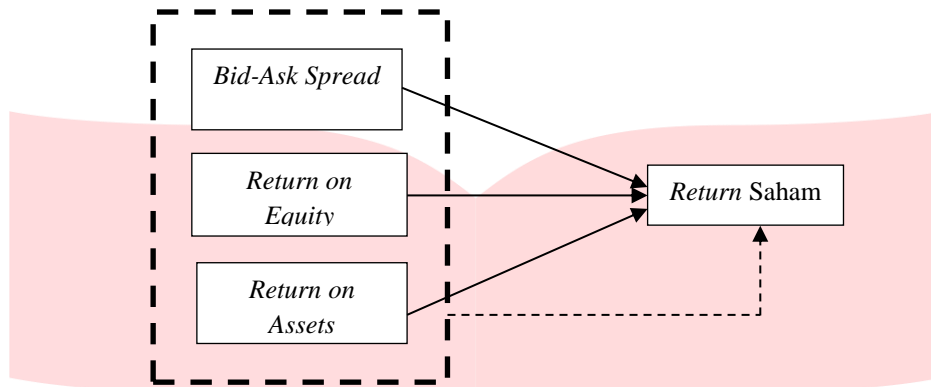 Bid-Ask Spread
Return on
Equity
Return Saham
Return on
Assets